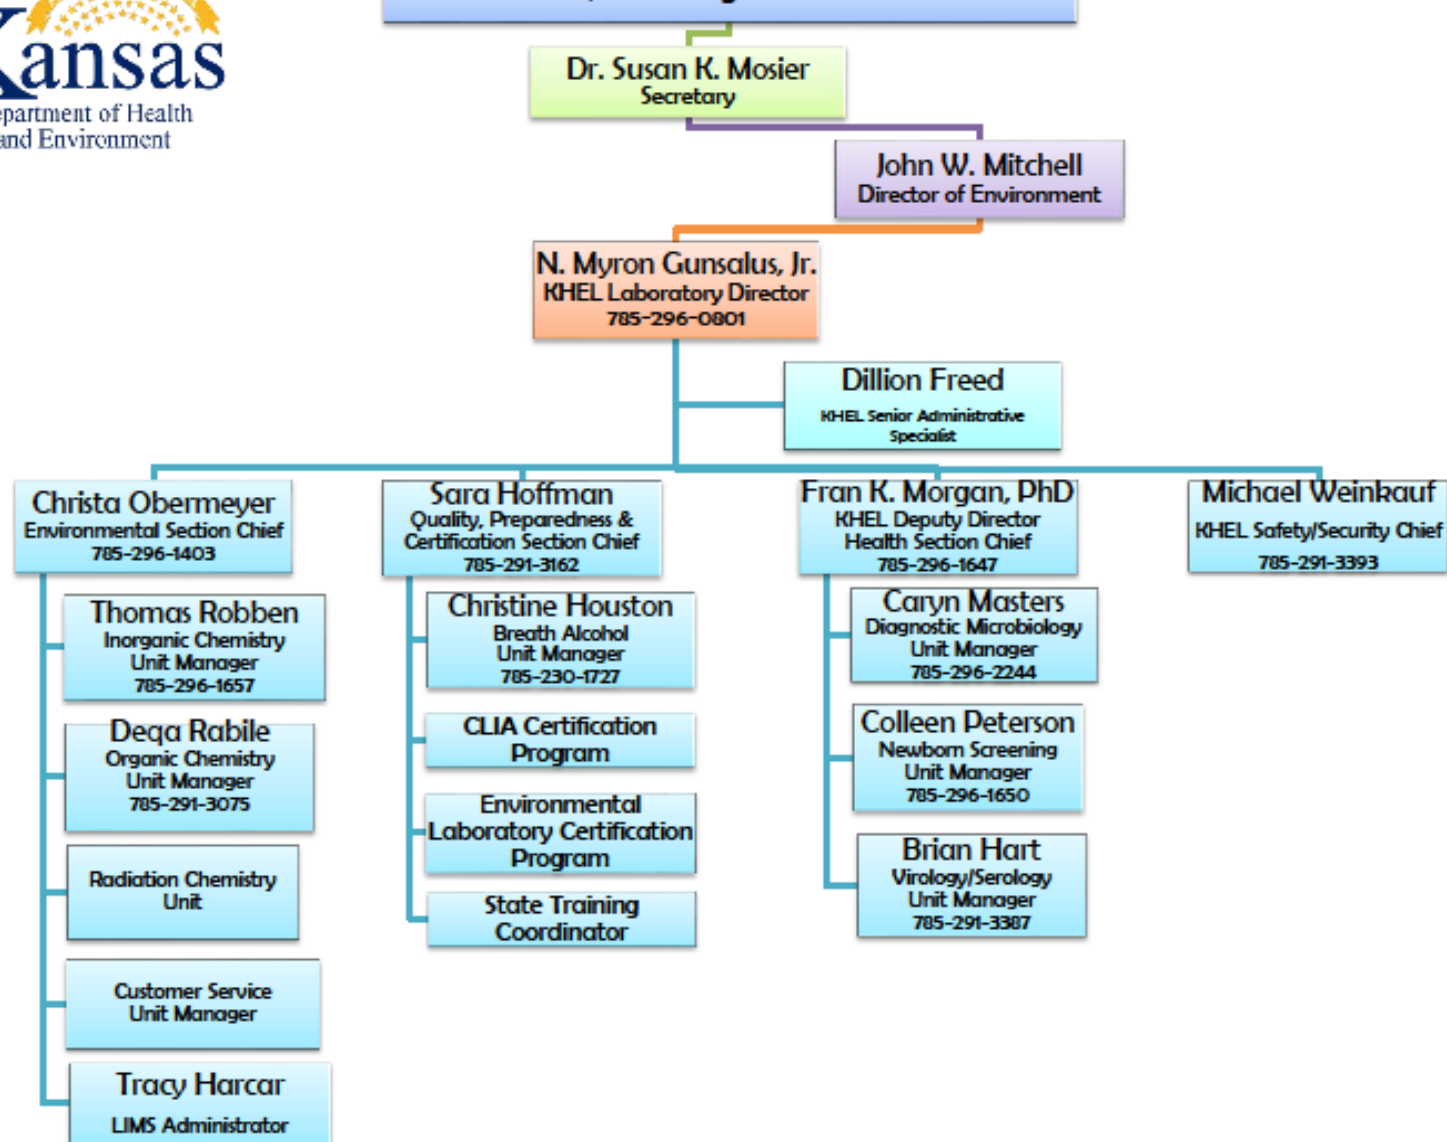 Kansas
Department of Health
and Environment
Dr. Susan K. Mosier
Secretary
John W. Mitchell
Director of Environment
N. Myron Gunsalus, Jr.
KHEL Laboratory Director
785-296-0801
Dillion Freed
KHEL Senior Administrative
Specialist
Christa Obermeyer
Environmental Section Chief
785-296-1403
Thomas Robben
Inorganic Chemistry
Unit Manager
785-296-1657
Deqa Rabile
Organic Chemistry
Unit Manager
785-291-3075
Radiation Chemistry
Unit
Customer Service
Unit Manager
Tracy Harcar
LIMS Administrator
Sara Hoffman
Quality, Preparedness &
Certification Section Chief
785-291-3162
Christine Houston
Breath Alcohol
Unit Manager
785-230-1727
CLIA Certification
Program
Environmental
Laboratory Certification
Program
State Training
Coordinator
Fran K. Morgan, PhD
KHEL Deputy Director
Health Section Chief
785-296-1647
Caryn Masters
Diagnostic Microbiology
Unit Manager
785-296-2244
Colleen Peterson
Newborn Screening
Unit Manager
785-296-1650
Brian Hart
Virology/Serology
Unit Manager
785-291-3387
Michael Weinkauf
KHEL Safety/Security Chief
785-291-3393